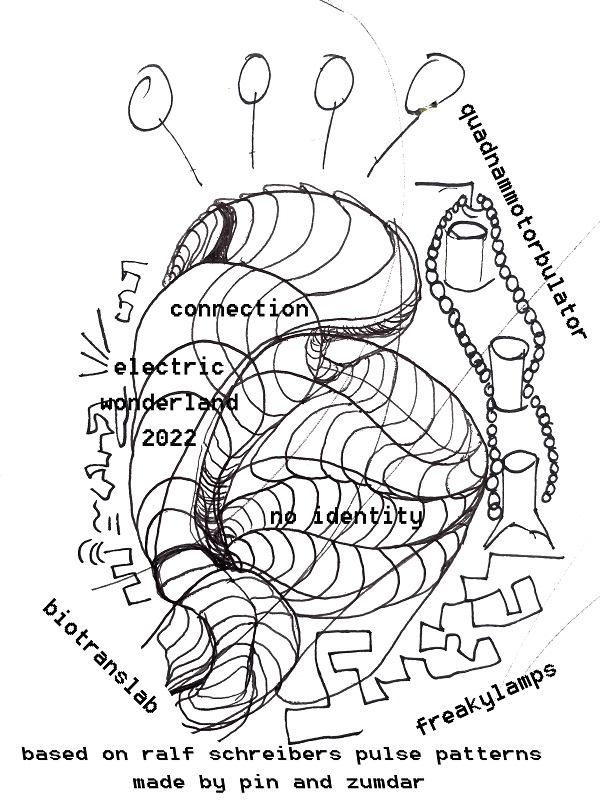 quadnammotorbulator
connection
electric
wonderland
2022
no identity
biotranslab
freakylamps
based on ralf schreibers pulse patterns
made by pin and zumdar